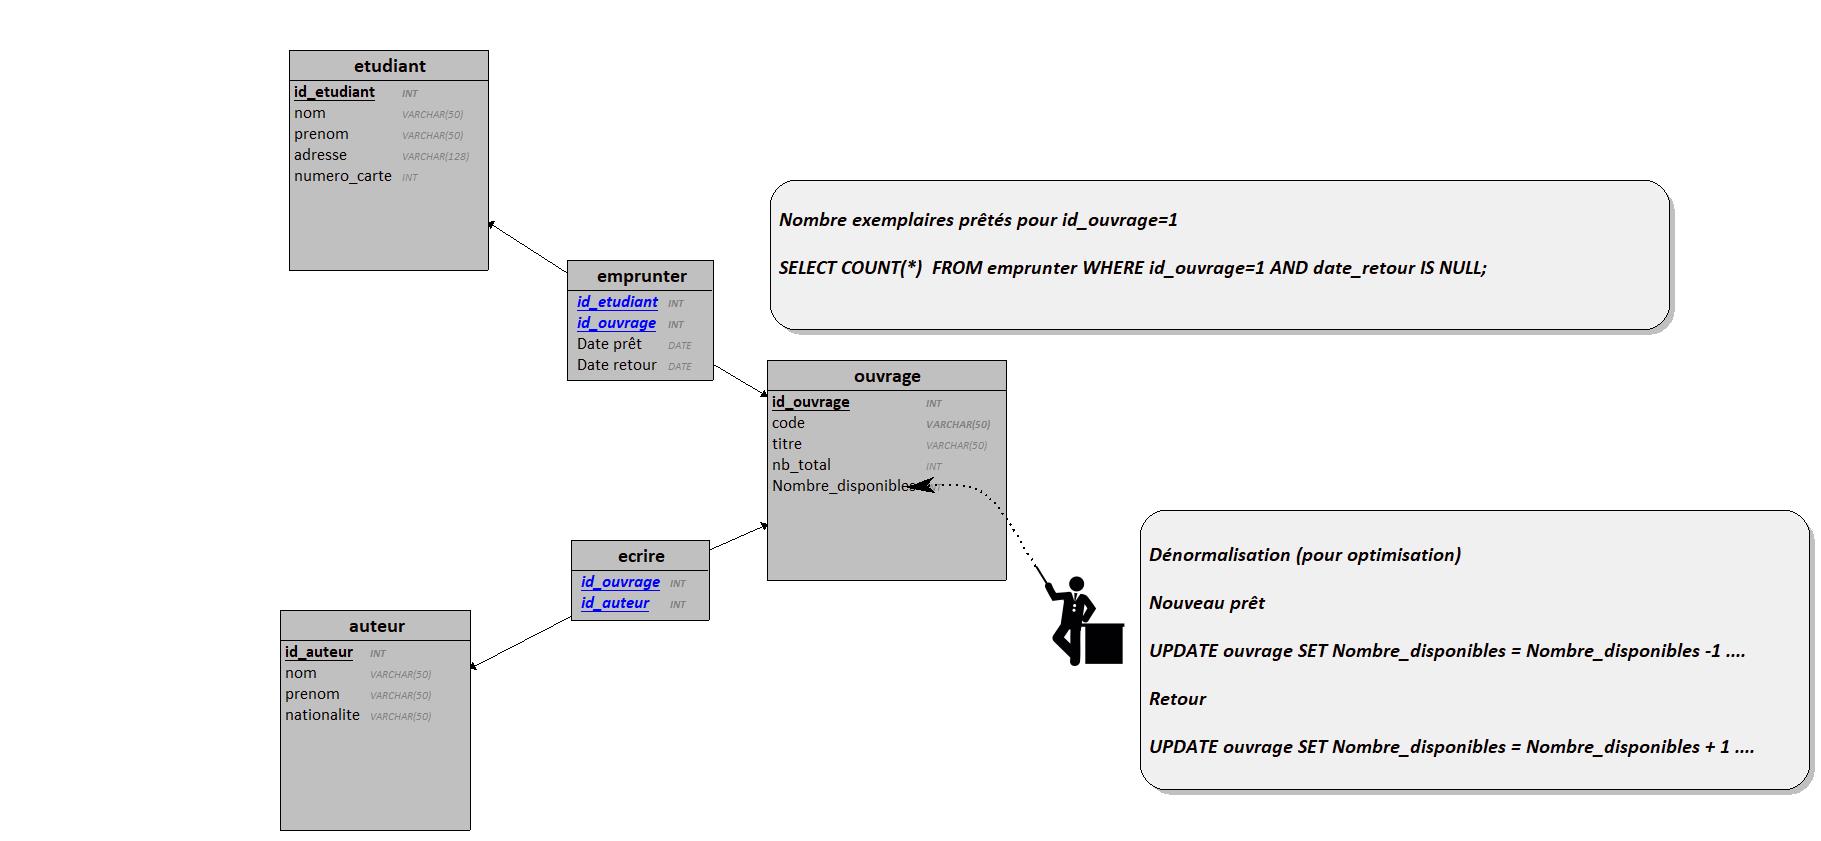 etudiant
id_etudiant INT
nom VARCHAR(50)
prenom VARCHAR(50)
adresse VARCHAR(128)
numero_carte INT
Nombre exemplaires prêtés pour id_ouvrage=1
SELECT COUNT(*) FROM emprunter WHERE id_ouvrage=1 AND date_retour IS NULL;
emprunter
id_etudiant INT
id_ouvrage INT
Date prêt DATE
Date retour DATE
ouvrage
id_ouvrage INT
code VARCHAR(50)
titre VARCHAR(50)
nb_total INT
Nombre_disponibles
ecrire
id_ouvrage INT
id_auteur INT
auteur
id_auteur INT
nom VARCHAR(50)
prenom VARCHAR(50)
nationalite VARCHAR(50)
Dénormalisation (pour optimisation)
Nouveau prêt
UPDATE ouvrage SET Nombre_disponibles = Nombre_disponibles -1 ....
Retour
UPDATE ouvrage SET Nombre_disponibles = Nombre_disponibles + 1 ....